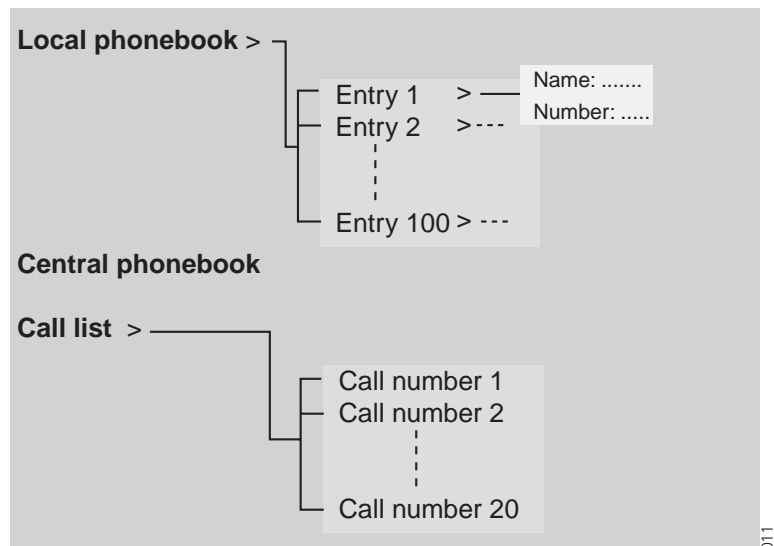 Local phonebook >
Entry 1 > Name: .......
Number: .....
Entry 2 >---
Entry 100 > ---
Central phonebook
Call list >
Call number 1
Call number 2
Call number 20
011